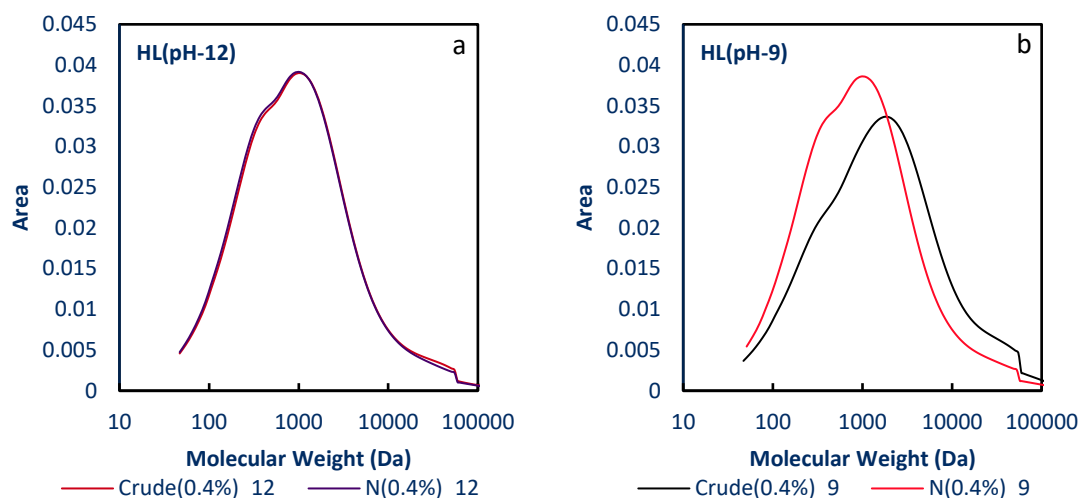 HL(pH-12)
a
0.045
0.04
0.035
0.03
0.025
0.02
0.015
0.01
0.005
0
Area
10 100 1000 10000 100000
Molecular Weight (Da)
Crude(0.4%) 12 N(0.4%) 12
HL(pH-9)
b
0.045
0.04
0.035
0.03
0.025
0.02
0.015
0.01
0.005
0
Area
10 100 1000 10000 100000
Molecular Weight (Da)
Crude(0.4%) 9 N(0.4%) 9